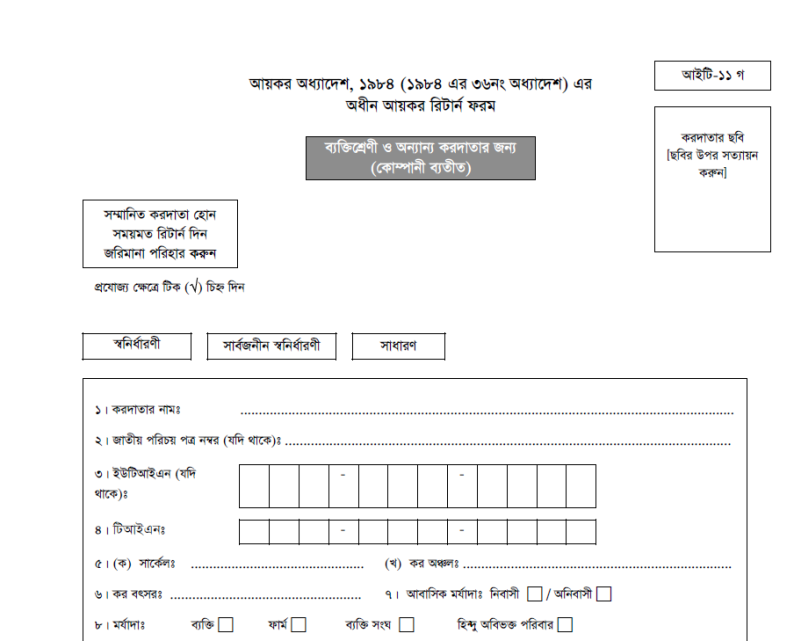 আইটি-১১ গ
আয়কর অধ্যাদেশ, ১৯৮৪ (১৯৮৪ এর ৩৬নং অধ্যাদেশ) এর
অধীন আয়কর রিটার্ন ফরম
করদাতার ছবি
[ছবির উপর সত্যায়ন
করুন]
ব্যক্তিশ্রেণী ও অন্যান্য করদাতার জন্য
(কোম্পানী ব্যতীত)
সম্মানিত করদাতা হোন
সময়মত রিটার্ন দিন
জরিমানা পরিহার করুন
প্রযোজ্য ক্ষেত্রে টিক (√) চিহ্ন দিন
স্বনির্ধারণী সার্বজনীন স্বনির্ধারণী সাধারণ
১। করদাতার নামঃ ....................................................................................
২। জাতীয় পরিচয় পত্র নম্বর (যদি থাকে)ঃ ....................................................................................
৩। ইউটিআইএন (যদি - -
থাকে)ঃ
৪। টিআইএনঃ - -
৫। (ক) সার্কেলঃ ................................................ (খ) কর অঞ্চলঃ ................................................
৬। কর বৎসরঃ ................................................ ৭। আবাসিক মর্যাদাঃ নিবাসী / অনিবাসী
৮। মর্যাদাঃ ব্যক্তি ফার্ম ব্যক্তি সংঘ হিন্দু অবিভক্ত পরিবার